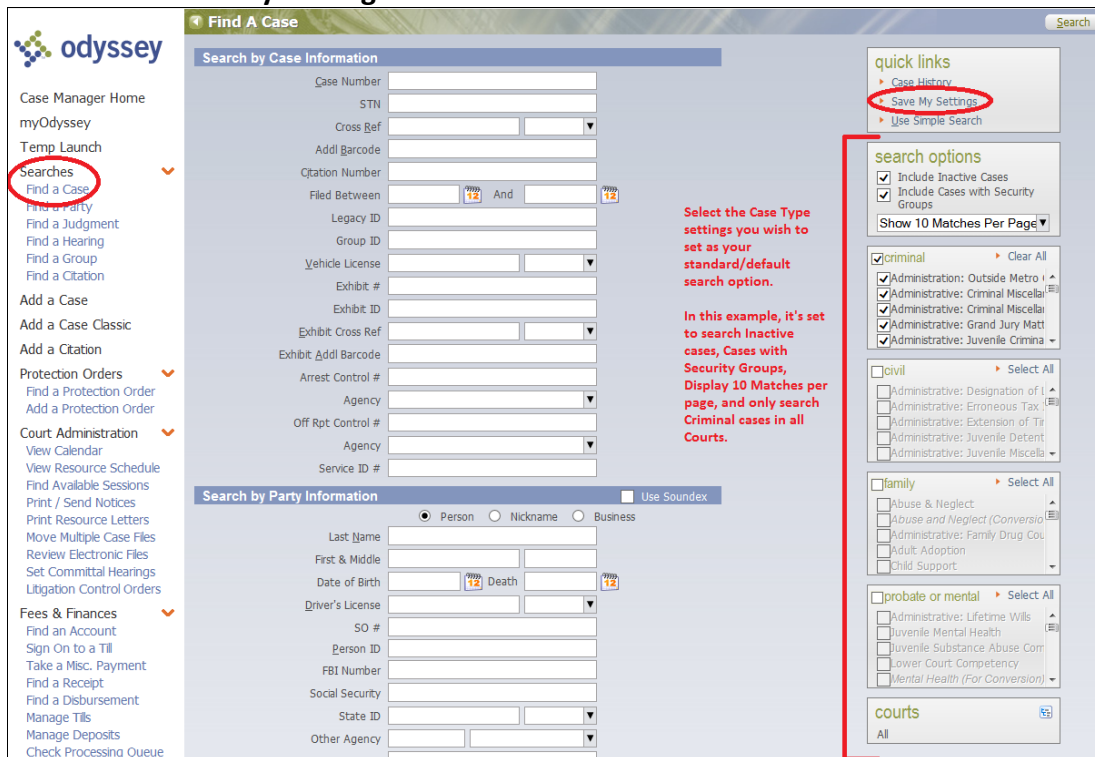 Find A Case
Search
odyssey
Case Manager Home
myOdyssey
Temp Launch
Searches
Find a Case
Find a Party
Find a Judgment
Find a Hearing
Find a Group
Find a Citation
Add a Case
Add a Case Classic
Add a Citation
Protection Orders
Find a Protection Order
Add a Protection Order
Court Administration
View Calendar
View Resource Schedule
Find Available Sessions
Print / Send Notices
Print Resource Letters
Move Multiple Case Files
Review Electronic Files
Set Committal Hearings
Litigation Control Orders
Fees & Finances
Find an Account
Sign On to a Till
Take a Misc. Payment
Find a Receipt
Find a Disbursement
Manage Tills
Manage Deposits
Check Processing Queue
Search by Case Information
Case Number
STN
Cross Ref
Addl Barcode
Citation Number
Filed Between 12 And 12
Legacy ID
Group ID
Vehicle License
Exhibit #
Exhibit ID
Exhibit Cross Ref
Exhibit Addl Barcode
Arrest Control #
Agency
Off Rpt Control #
Agency
Service ID #
Search by Party Information Use Soundex
Person Nickname Business
Last Name
First & Middle
Date of Birth 12 Death 12
Driver's License
SO #
Person ID
FBI Number
Social Security
State ID
Other Agency
Select the Case Type
settings you wish to
set as your
standard/default
search option.
In this example, it's set
to search Inactive
cases, Cases with
Security Groups,
Display 10 Matches per
page, and only search
Criminal cases in all
Courts.
quick links
Case History
Save My Settings
Use Simple Search
search options
Include Inactive Cases
Include Cases with Security
Groups
Show 10 Matches Per Page
criminal Clear All
Administration: Outside Metro
Administrative: Criminal Miscella
Administrative: Criminal Miscella
Administrative: Grand Jury Matt
Administrative: Juvenile Crimina
civil Select All
Administrative: Designation of
Administrative: Erroneous Tax
Administrative: Extension of Tir
Administrative: Juvenile Detent
Administrative: Juvenile Miscella
family Select All
Abuse & Neglect
Abuse and Neglect (Conversio
Administrative: Family Drug Cou
Adult Adoption
Child Support
probate or mental Select All
Administrative: Lifetime Wills
Juvenile Mental Health
Juvenile Substance Abuse Com
Lower Court Competency
Mental Health (For Conversion)
courts
All